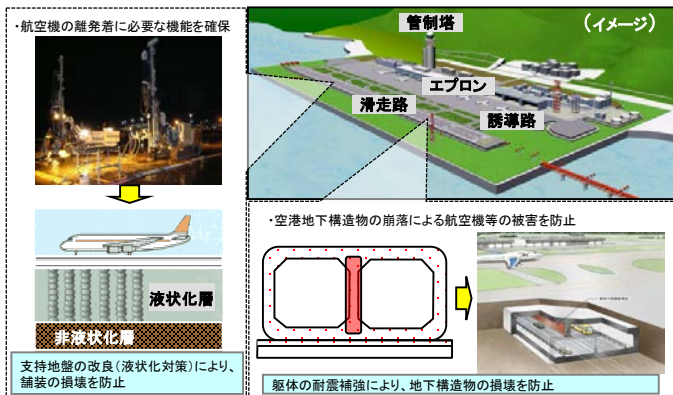 ・航空機の離発着に必要な機能を確保
(イメージ)
管制塔
エプロン
滑走路
誘導路
液状化層
非液状化層
支持地盤の改良(液状化対策)により、
舗装の損壊を防止
・空港地下構造物の崩落による航空機等の被害を防止
躯体の耐震補強により、地下構造物の損壊を防止